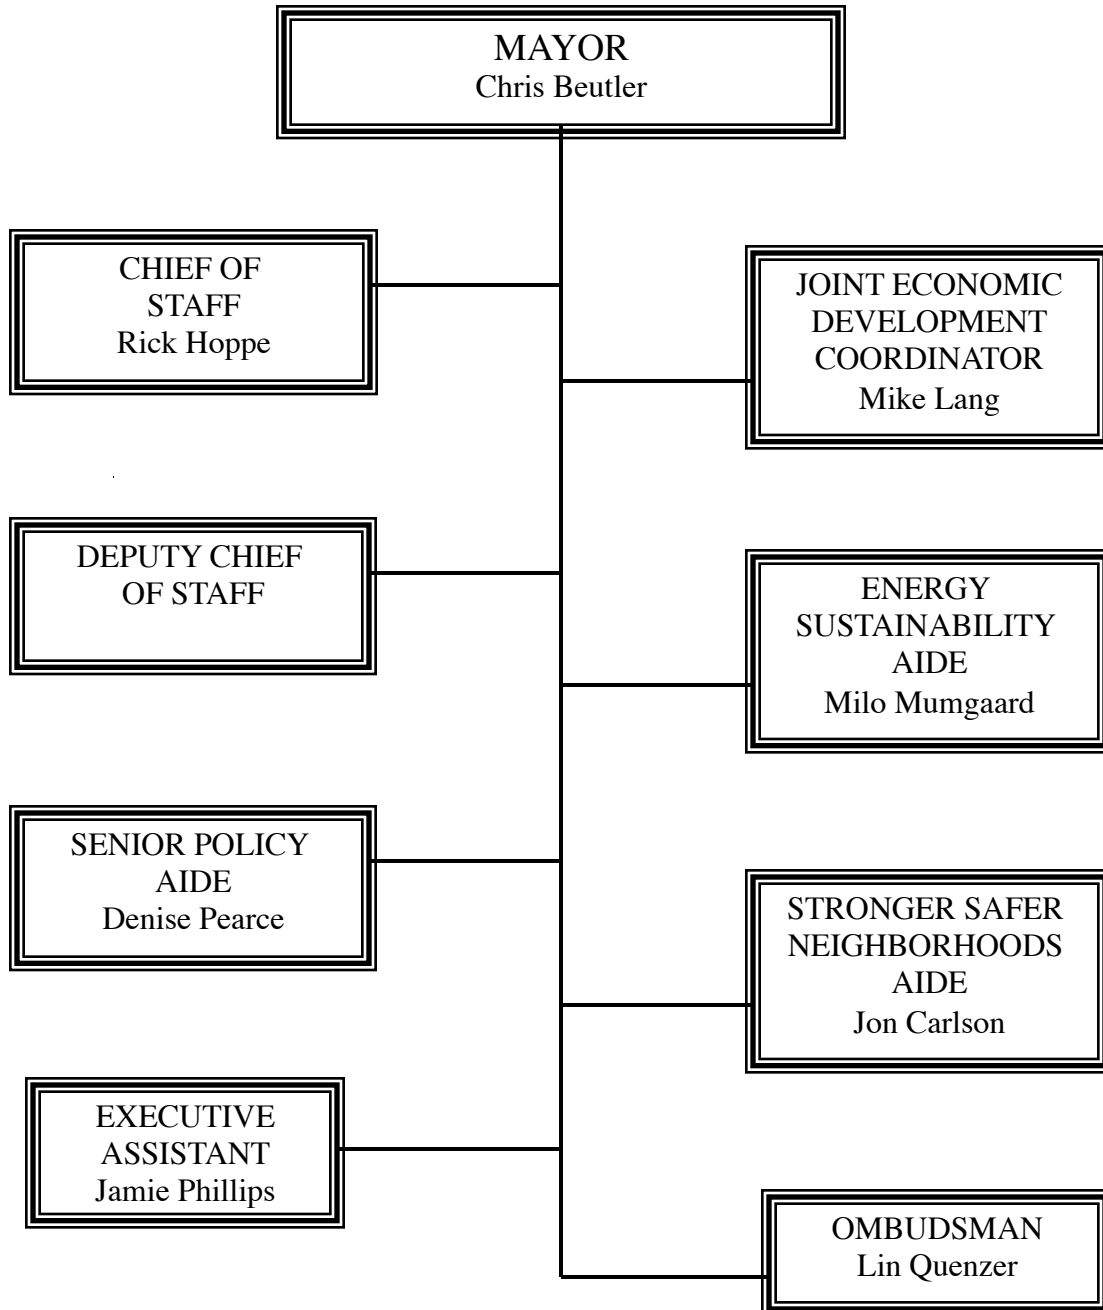 MAYOR
Chris Beutler
CHIEF OF
STAFF
Rick Hoppe
JOINT ECONOMIC
DEVELOPMENT
COORDINATOR
Mike Lang
DEPUTY CHIEF
OF STAFF
ENERGY
SUSTAINABILITY
AIDE
Milo Mumgaard
SENIOR POLICY
AIDE
Denise Pearce
STRONGER SAFER
NEIGHBORHOODS
AIDE
Jon Carlson
EXECUTIVE
ASSISTANT
Jamie Phillips
OMBUDSMAN
Lin Quenzer